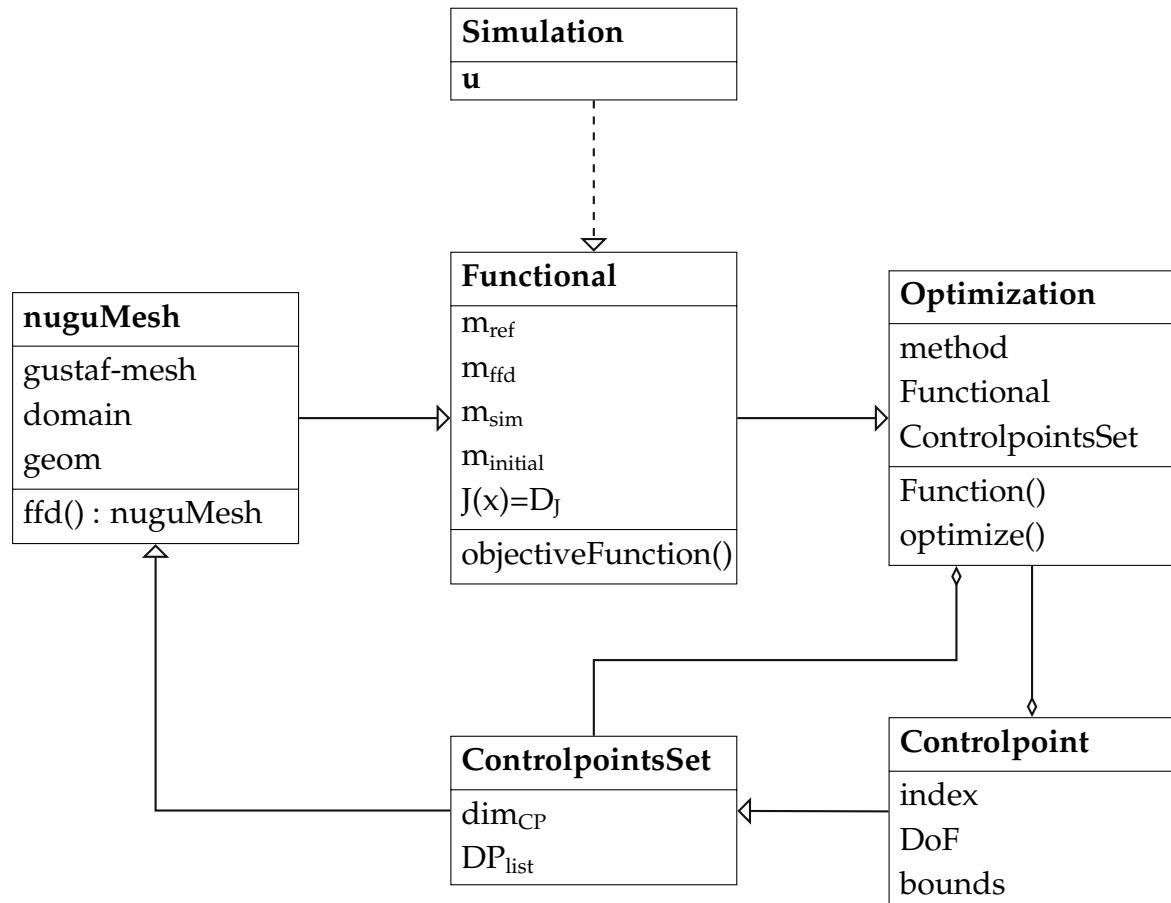 Simulation
u
nuguMesh
gustaf-mesh
domain
geom
ffd() : nuguMesh
Functional
m_ref
m_ffd
m_sim
m_initial
J(x)=D_J
objectiveFunction()
Optimization
method
Functional
ControlpointsSet
Function()
optimize()
ControlpointsSet
dim_CP
DP_list
Controlpoint
index
DoF
bounds